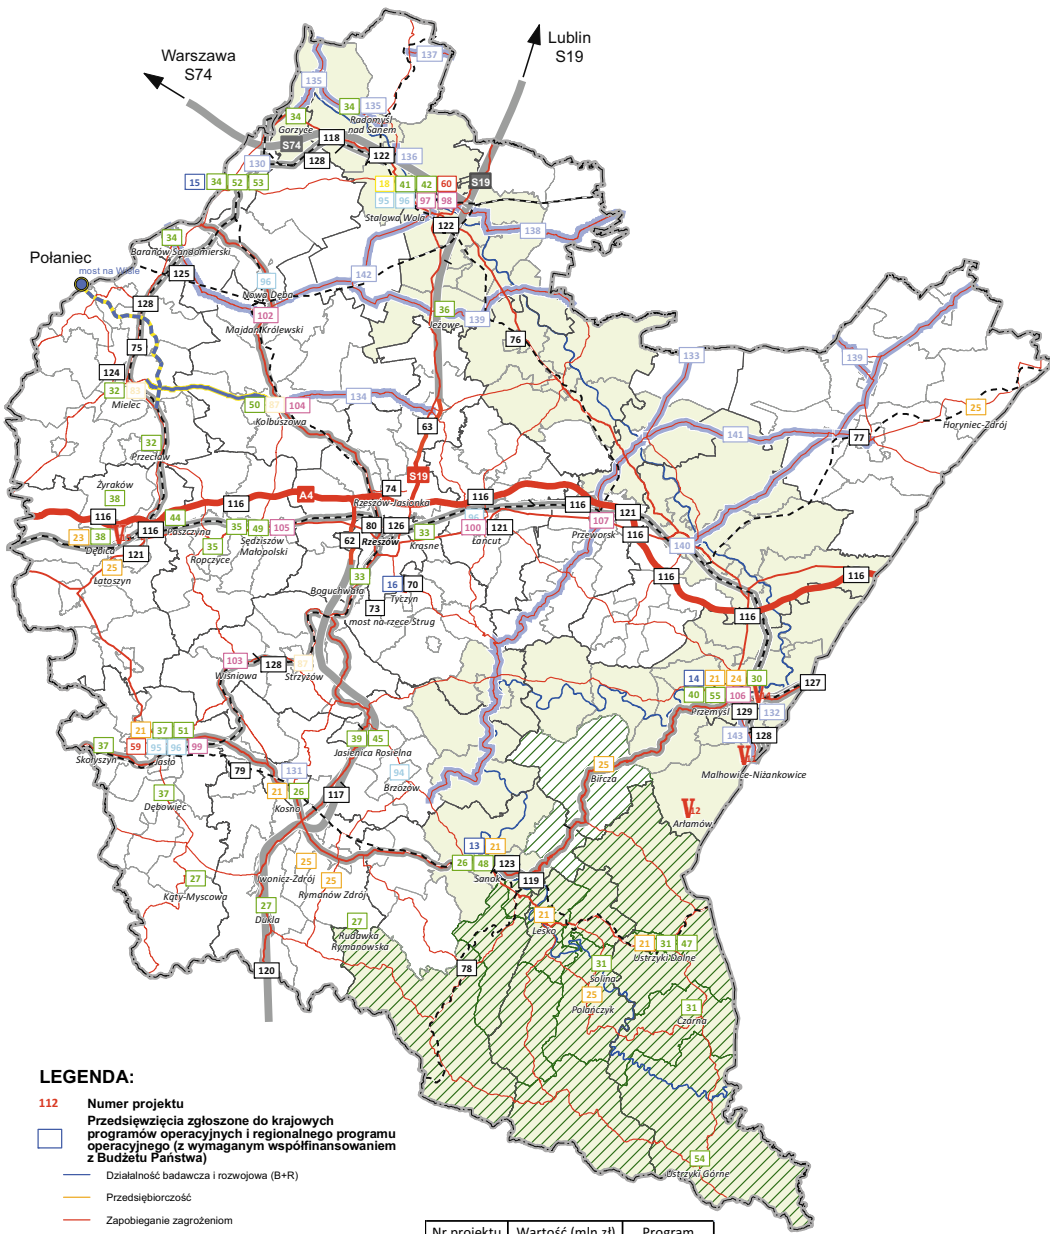 Warszawa
S74
Lublin
S19
137
135
34
34
135
Gorzyce
Radomyśl
nad Sanem
118
S74
122
136
128
130
15
34
52
53
18
41
42
60
S19
95
96
97
98
Stalowa Wola
122
138
34
Baranów Sandomierski
Połaniec
most na Wiśle
125
142
96
Nowa Dęba
128
102
Majdan Królewski
36
Jeżowe
139
75
76
124
133
139
32
Mielec
134
50
104
Kolbuszowa
25
Horyniec-Zdrój
63
141
77
32
Przecław
S19
Żyraków
38
74
A4
116
Rzeszów-Jasionka
116
116
116
44
Paszczyna
35
49
105
Sędziszów
Małopolski
80
126
Rzeszów
33
Krasne
100
121
Łańcut
107
Przeworsk
121
116
23
38
Dębica
116
121
35
Ropczyce
62
140
25
Latoszyn
33
Boguchwała
16
70
Tyczyn
73
most na rzece Strug
116
116
116
103
Wiśniowa
128
Strzyżów
14
21
24
30
127
40
55
106
Przemyśl
129
132
143
128
21
37
51
37
59
95
96
99
Skołyszyn
Jasło
39
45
Jasienica Rosielna
79
131
94
Brzozów
25
Bircza
Malhowice-Niżankowice
37
Dębowiec
21
26
Kosno
117
12
Arłamów
13
21
26
48
123
Sanok
119
25
Iwonicz-Zdrój
25
Rymanów Zdrój
27
Kąty-Myscowa
27
Dukla
27
Rudawka
Rymanowska
21
Lesko
21
31
47
Ustrzyki Dolne
120
78
31
Solina
25
Polańczyk
31
Czarna
54
Ustrzyki Górne
LEGENDA:
112 Numer projektu
Przedsięwzięcia zgłoszone do krajowych
programów operacyjnych i regionalnego programu
operacyjnego (z wymaganym współfinansowaniem
z Budżetu Państwa)
Działalność badawcza i rozwojowa (B+R)
Przedsiębiorczość
Zapobieganie zagrożeniom
Nr projektu Wartość (mln zł) Program